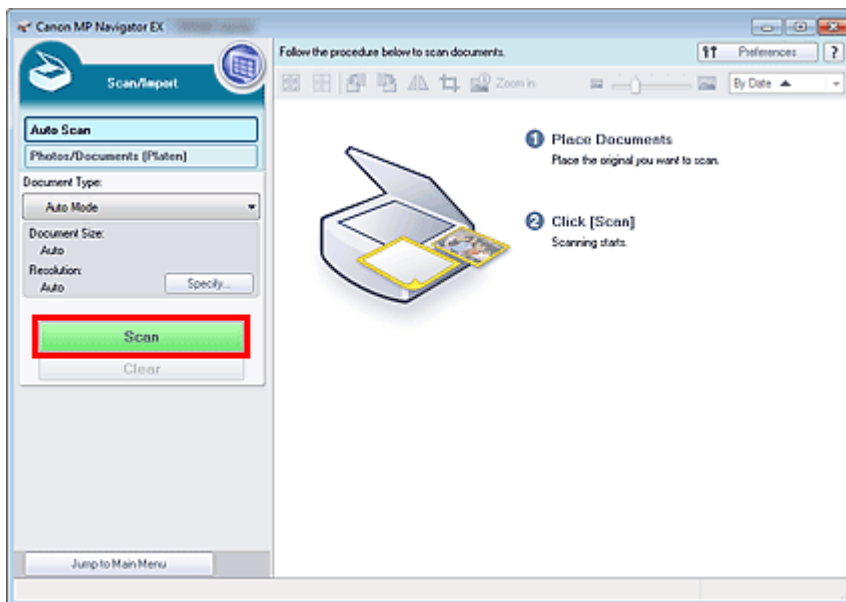 Canon MP Navigator EX
Scan/Import
Auto Scan
Photos/Documents (Platen)
Document Type:
Auto Mode
Document Size:
Auto
Resolution:
Auto
Specify...
Scan
Clear
Jump to Main Menu
Follow the procedure below to scan documents.
Preferences
?
Zoom in
By Date
1 Place Documents
Place the original you want to scan.
2 Click [Scan]
Scanning starts.